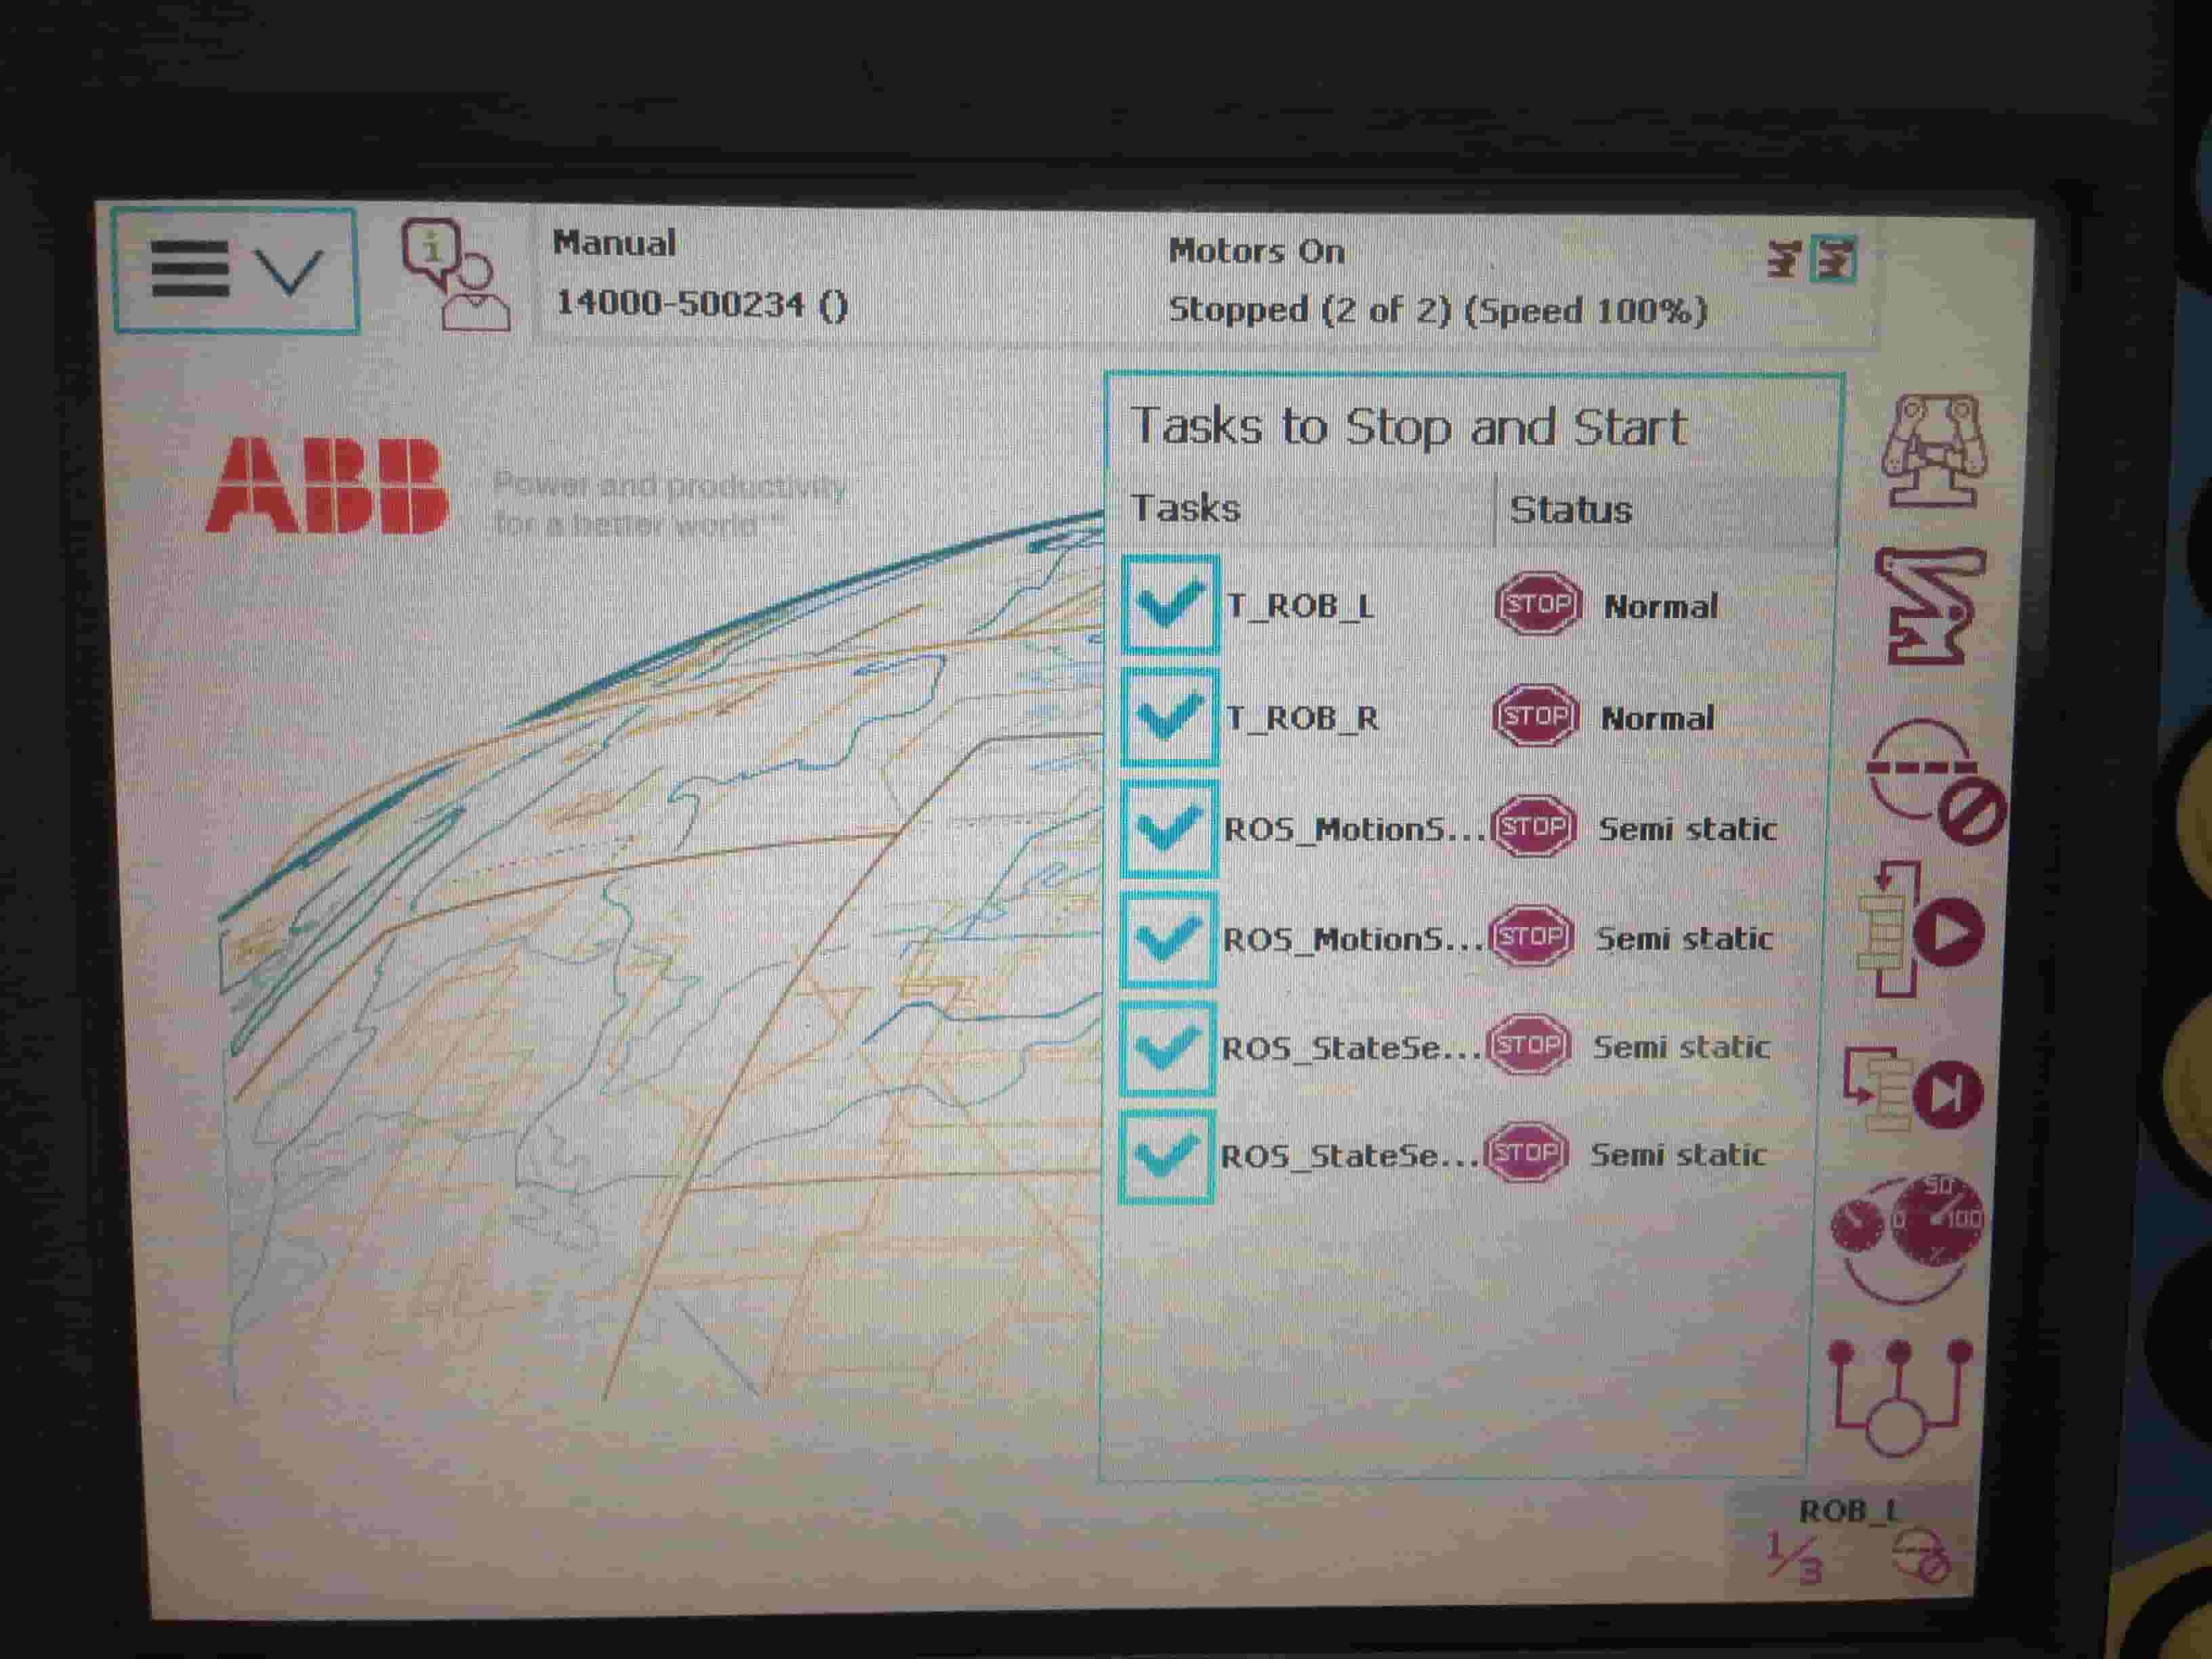 Manual
14000-500234 ()
Motors On
Stopped (2 of 2) (Speed 100%)
ABB
Power and productivity
for a better world™
Tasks to Stop and Start
Tasks Status
T_ROB_L STOP Normal
T_ROB_R STOP Normal
ROS_MotionS... STOP Semi static
ROS_MotionS... STOP Semi static
ROS_StateSe... STOP Semi static
ROS_StateSe... STOP Semi static
50
0 100
%
ROB_L
1/3